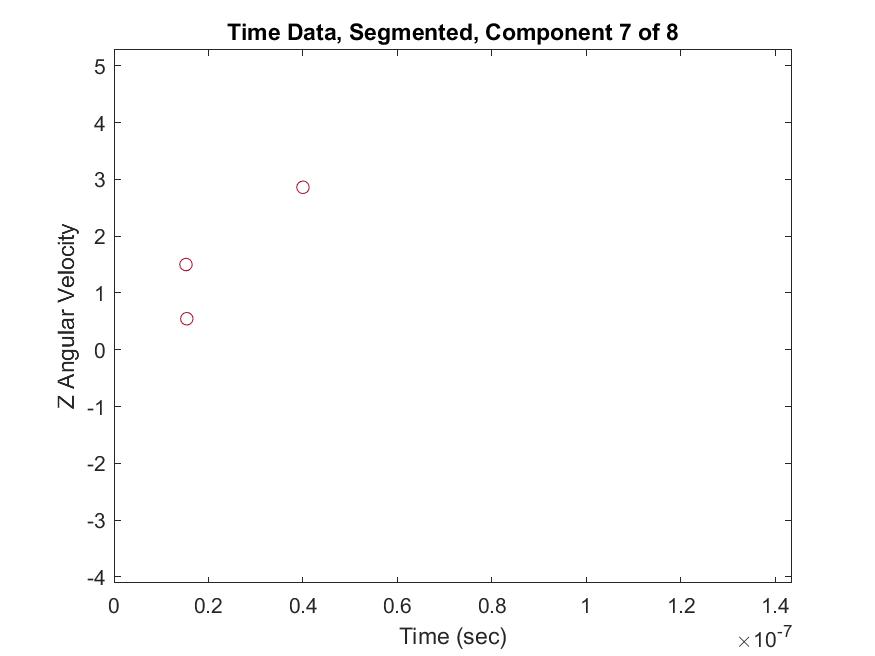 Time Data, Segmented, Component 7 of 8
5
4
3
2
1
0
-1
-2
-3
-4
Z Angular Velocity
0 0.2 0.4 0.6 0.8 1 1.2 1.4
Time (sec)
×10-7